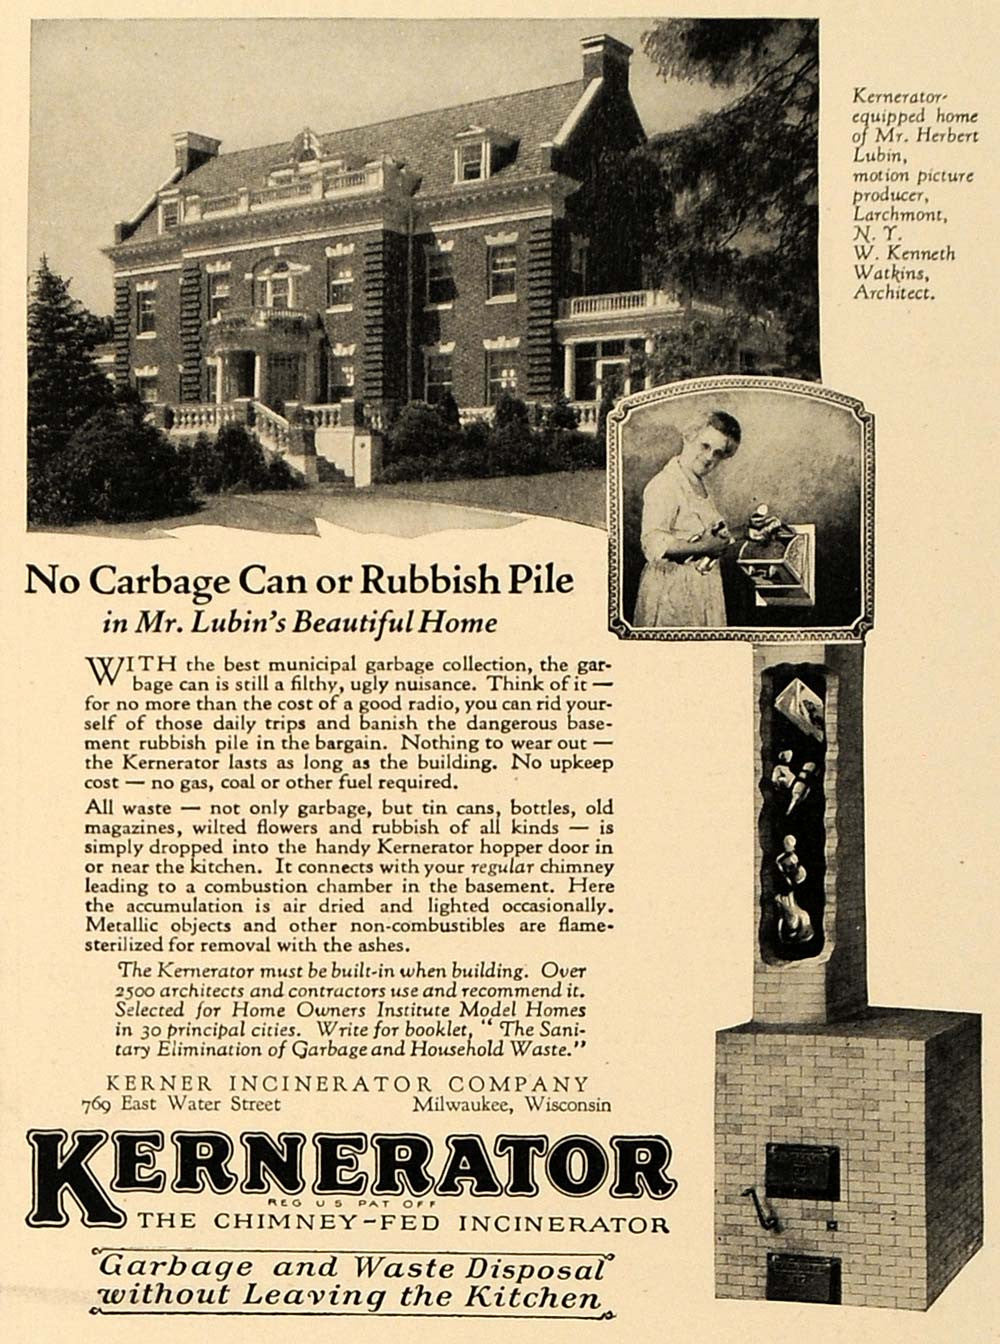 Kernerator-
equipped home
of Mr. Herbert
Lubin,
motion picture
producer,
Larchmont,
N. Y.
W. Kenneth
Watkins,
Architect.
No Garbage Can or Rubbish Pile
in Mr. Lubin's Beautiful Home
WITH the best municipal garbage collection, the gar-
bage can is still a filthy, ugly nuisance. Think of it —
for no more than the cost of a good radio, you can rid your-
self of those daily trips and banish the dangerous base-
ment rubbish pile in the bargain. Nothing to wear out —
the Kernerator lasts as long as the building. No upkeep
cost — no gas, coal or other fuel required.
All waste — not only garbage, but tin cans, bottles, old
magazines, wilted flowers and rubbish of all kinds — is
simply dropped into the handy Kernerator hopper door in
or near the kitchen. It connects with your regular chimney
leading to a combustion chamber in the basement. Here
the accumulation is air dried and lighted occasionally.
Metallic objects and other non-combustibles are flame-
sterilized for removal with the ashes.
The Kernerator must be built-in when building. Over
2500 architects and contractors use and recommend it.
Selected for Home Owners Institute Model Homes
in 30 principal cities. Write for booklet, "The Sani-
tary Elimination of Garbage and Household Waste."
KERNER INCINERATOR COMPANY
769 East Water Street Milwaukee, Wisconsin
KERNERATOR
REG U S PAT OFF
THE CHIMNEY-FED INCINERATOR
Garbage and Waste Disposal
without Leaving the Kitchen